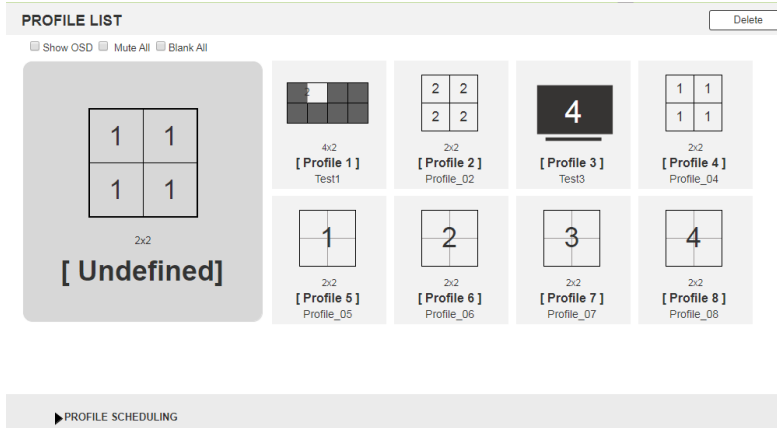 PROFILE LIST
Delete
Show OSD Mute All Blank All
1 1
1 1
2x2
[ Undefined]
2
4x2
[ Profile 1 ]
Test1
2 2
2 2
2x2
[ Profile 2 ]
Profile_02
4
[ Profile 3 ]
Test3
1 1
1 1
2x2
[ Profile 4 ]
Profile_04
1
2x2
[ Profile 5 ]
Profile_05
2
2x2
[ Profile 6 ]
Profile_06
3
2x2
[ Profile 7 ]
Profile_07
4
2x2
[ Profile 8 ]
Profile_08
PROFILE SCHEDULING